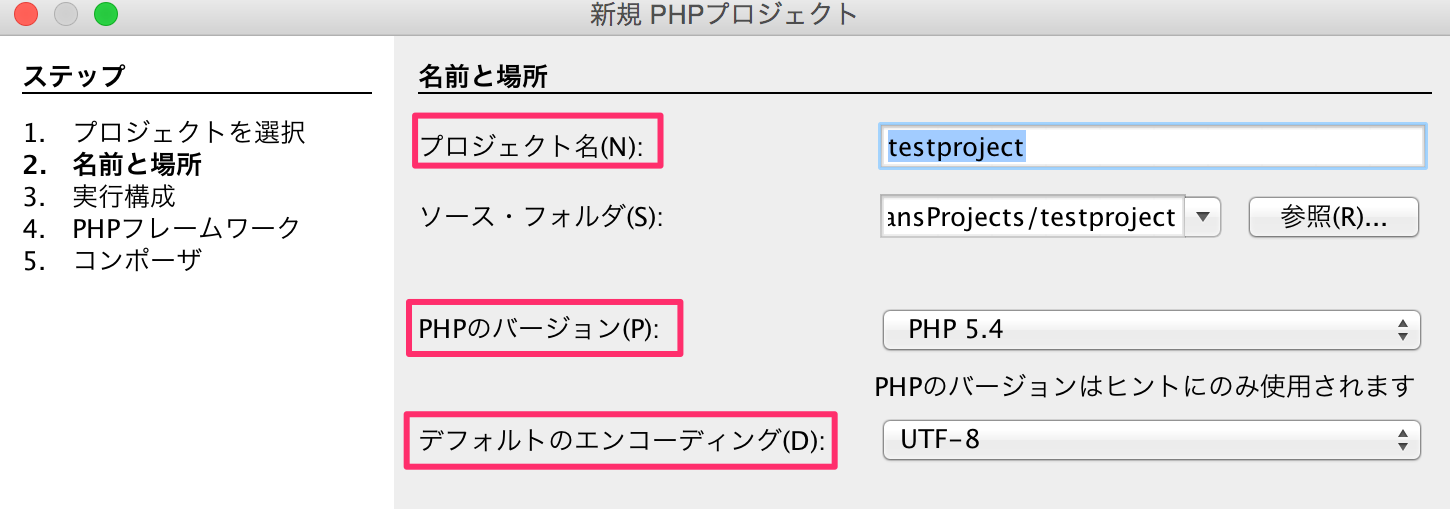 新規 PHPプロジェクト
ステップ
1. プロジェクトを選択
2. 名前と場所
3. 実行構成
4. PHPフレームワーク
5. コンポーザ
名前と場所
プロジェクト名(N): testproject
ソース・フォルダ(S): ansProjects/testproject 参照(R)...
PHPのバージョン(P): PHP 5.4
PHPのバージョンはヒントにのみ使用されます
デフォルトのエンコーディング(D): UTF-8